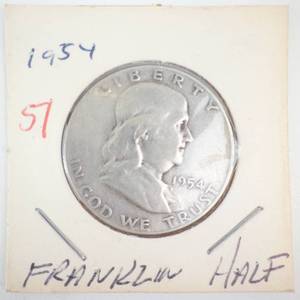 1954
51
LIBERTY
1954
IN GOD WE TRUST
FRANKLIN HALF